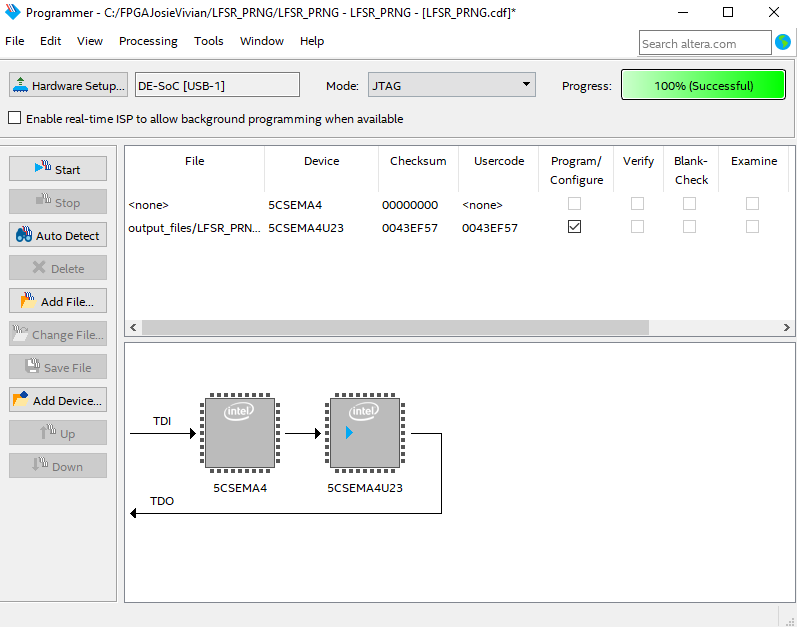 Programmer - C:/FPGAJosieVivian/LFSR_PRNG/LFSR_PRNG - LFSR_PRNG - [LFSR_PRNG.cdf]*
File Edit View Processing Tools Window Help
Search altera.com
Hardware Setup... DE-SoC [USB-1] Mode: JTAG Progress: 100% (Successful)
Enable real-time ISP to allow background programming when available
Start
Stop
Auto Detect
Delete
Add File...
Change File...
Save File
Add Device...
Up
Down
File Device Checksum Usercode Program/ Verify Blank- Examine
Configure Check
<none> 5CSEMA4 00000000 <none>
output_files/LFSR_PRN... 5CSEMA4U23 0043EF57 0043EF57
intel intel
TDI
5CSEMA4 5CSEMA4U23
TDO